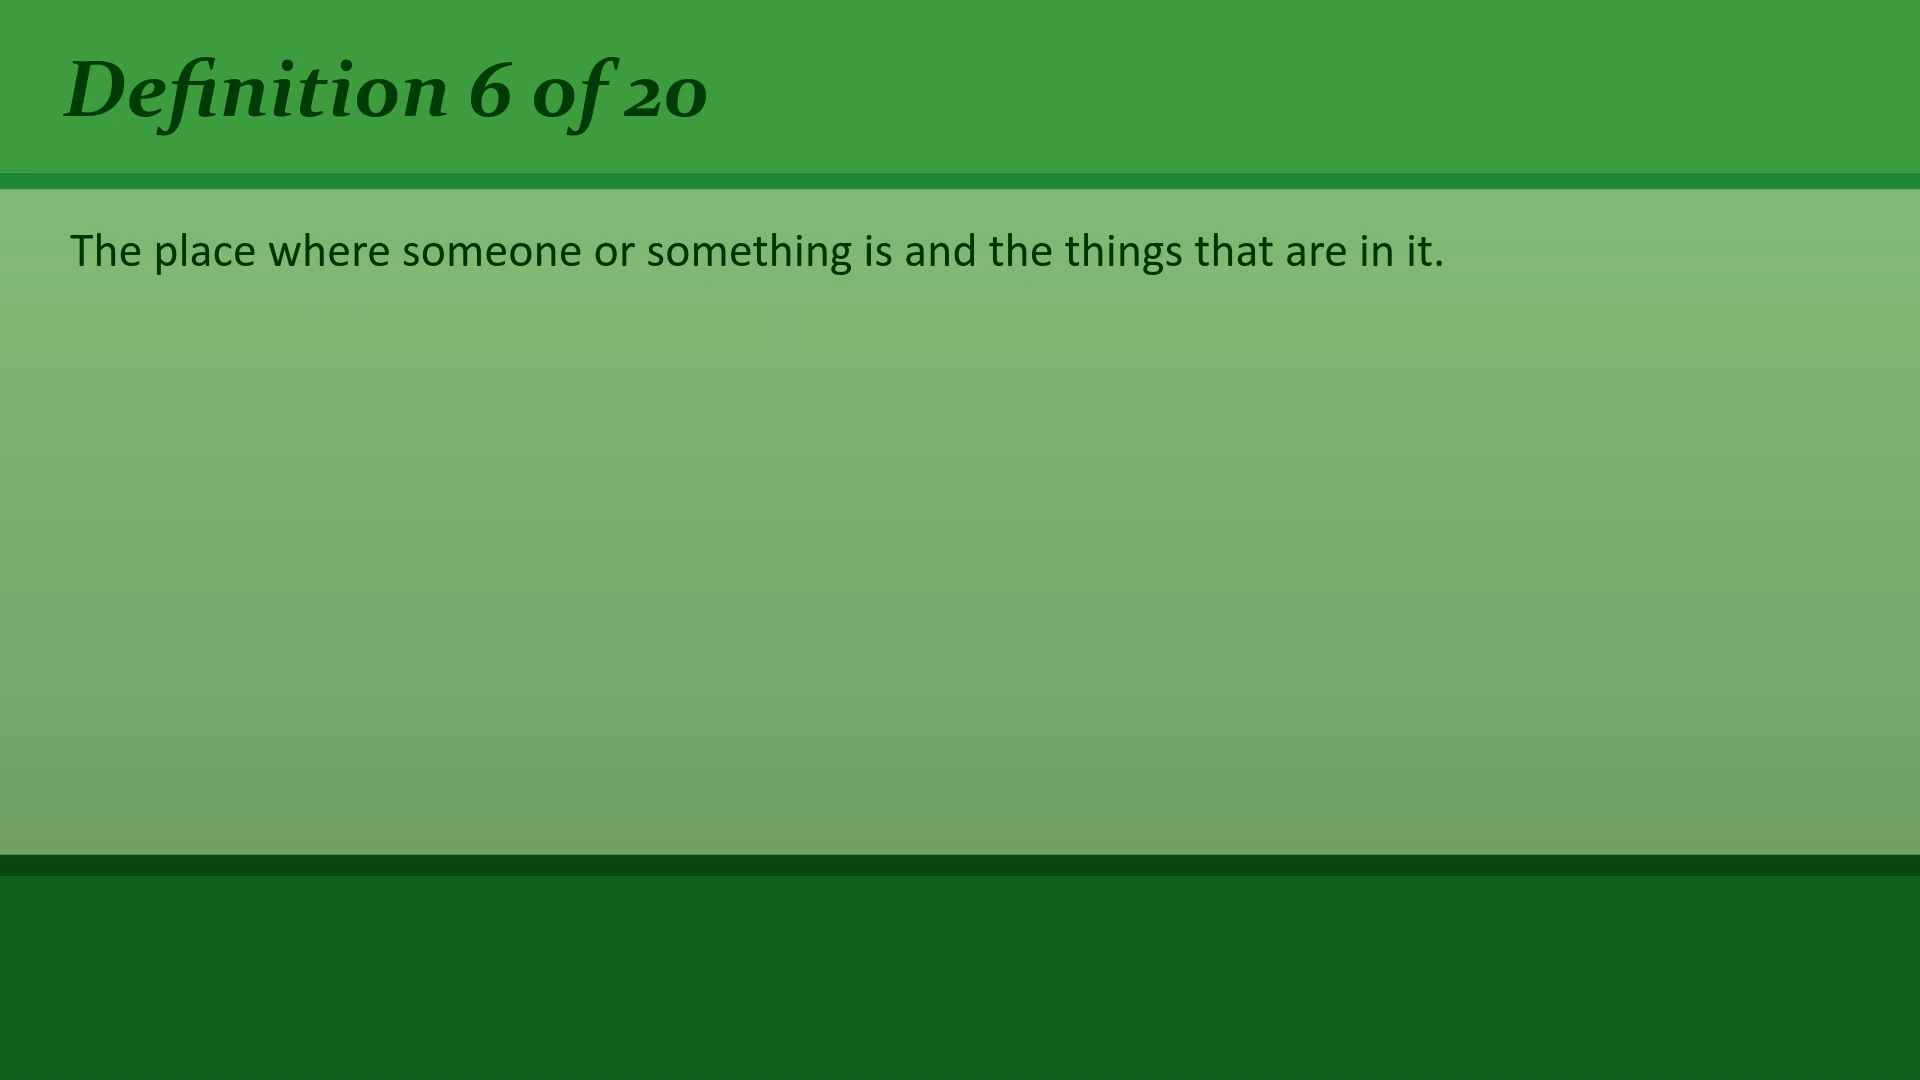 Definition 6 of 20
The place where someone or something is and the things that are in it.